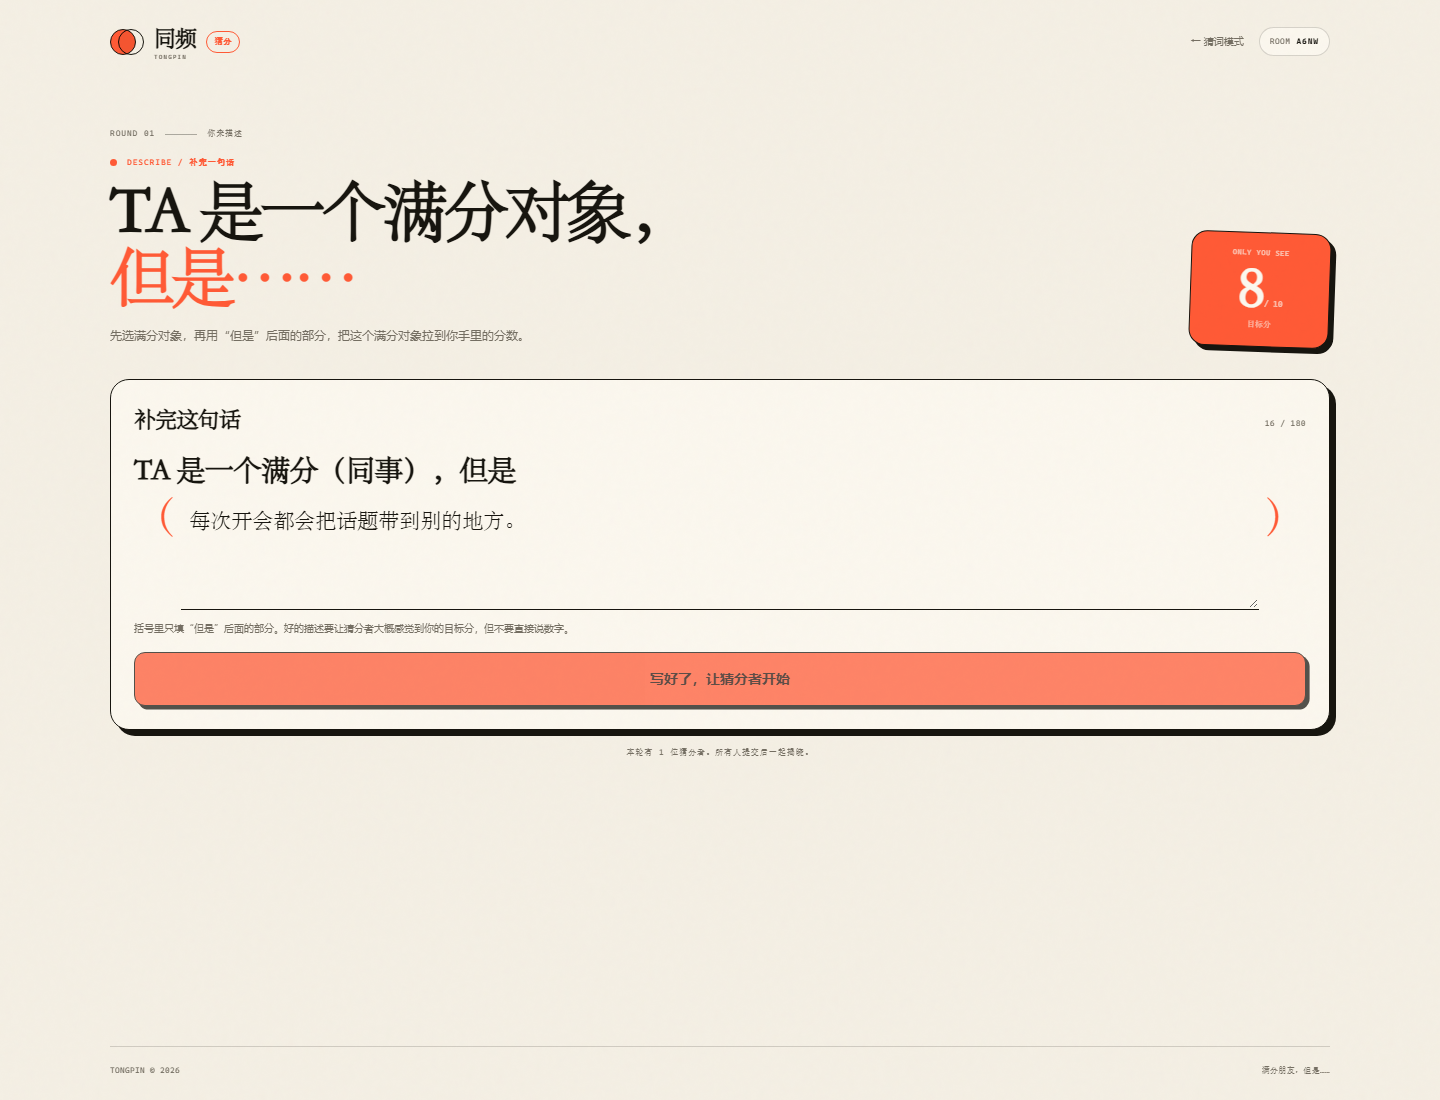 同频 猜分
TONGPIN
← 猜词模式
ROOM A6NW
ROUND 01 你来描述
DESCRIBE / 补完一句话
TA 是一个满分对象，
但是……
先选满分对象，再用“但是”后面的部分，把这个满分对象拉到你手里的分数。
ONLY YOU SEE
8 / 10
目标分
补完这句话
16 / 180
TA 是一个满分（同事），但是
（ 每次开会都会把话题带到别的地方。 ）
括号里只填“但是”后面的部分。好的描述要让猜分者大概感觉到你的目标分，但不要直接说数字。
写好了，让猜分者开始
本轮有 1 位猜分者。所有人提交后一起揭晓。
TONGPIN © 2026
满分朋友，但是……